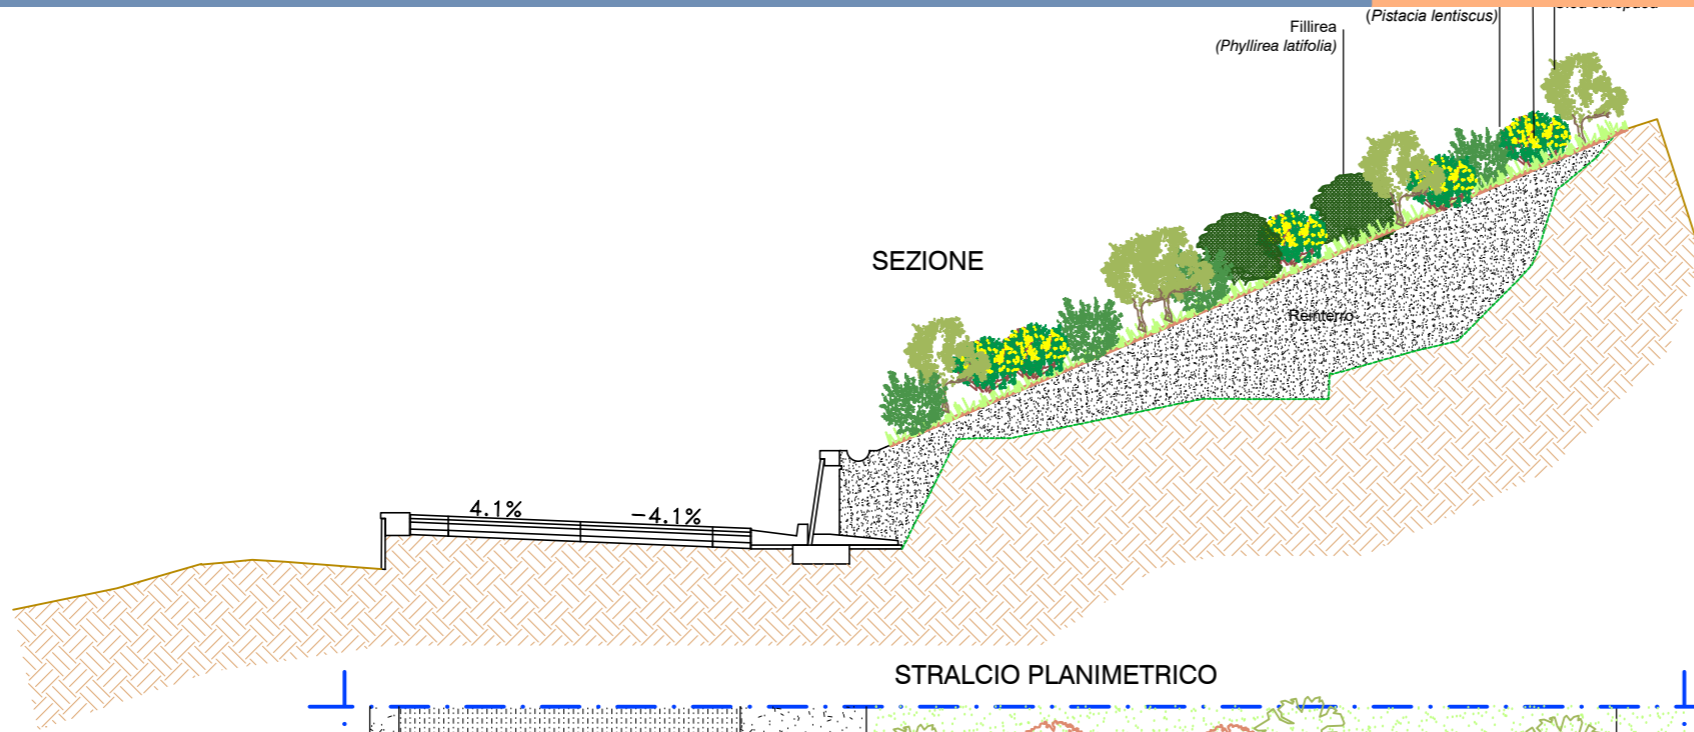 (Pistacia lentiscus)
Fillirea
(Phyllirea latifolia)
SEZIONE
Reinterro
4.1%
-4.1%
STRALCIO PLANIMETRICO